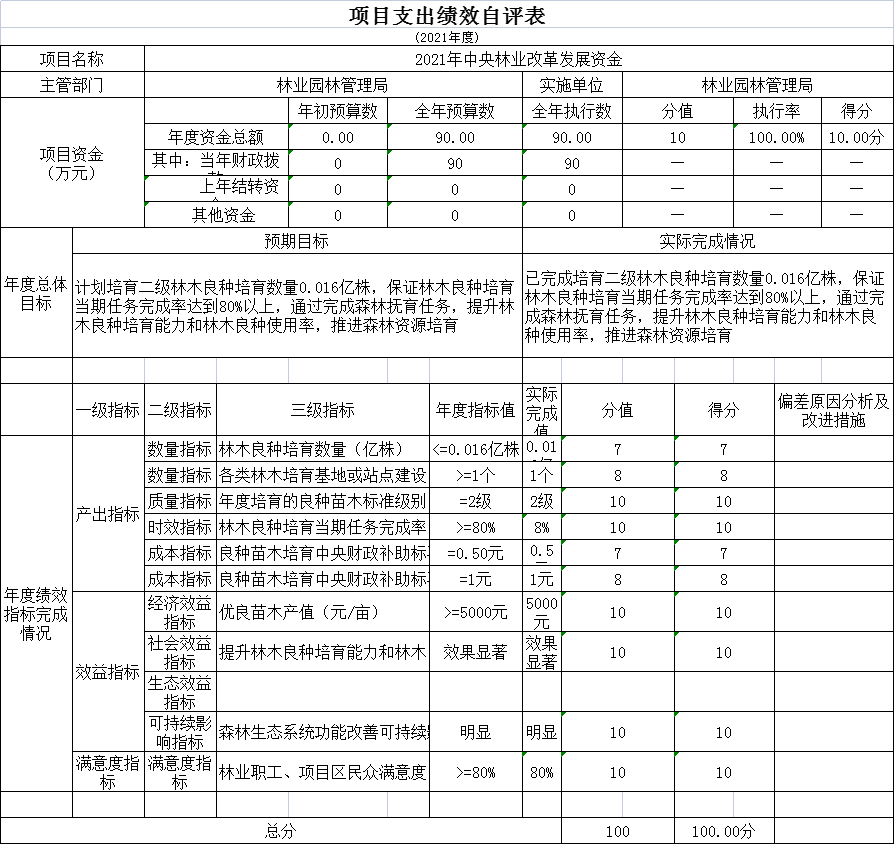 项目支出绩效自评表
(2021年度)
项目名称 2021年中央林业改革发展资金
主管部门 林业园林管理局 实施单位 林业园林管理局
项目资金
（万元）
年初预算数 全年预算数 全年执行数 分值 执行率 得分
年度资金总额 0.00 90.00 90.00 10 100.00% 10.00分
其中：当年财政拨 0 90 90 — — —
上年结转资 0 0 0 — — —
其他资金 0 0 0 — — —
年度总体
目标
预期目标 实际完成情况
计划培育二级林木良种培育数量0.016亿株，保证林木良种培育
当期任务完成率达到80%以上，通过完成森林抚育任务，提升林
木良种培育能力和林木良种使用率，推进森林资源培育
已完成培育二级林木良种培育数量0.016亿株，保证
林木良种培育当期任务完成率达到80%以上，通过完
成森林抚育任务，提升林木良种培育能力和林木良
种使用率，推进森林资源培育
年度绩效
指标完成
情况
一级指标 二级指标 三级指标 年度指标值 实际
完成
值 分值 得分 偏差原因分析及
改进措施
产出指标
数量指标 林木良种培育数量（亿株） <=0.016亿株 0.01 7 7
数量指标 各类林木培育基地或站点建设 >=1个 1个 8 8
质量指标 年度培育的良种苗木标准级别 =2级 2级 10 10
时效指标 林木良种培育当期任务完成率 >=80% 8% 10 10
成本指标 良种苗木培育中央财政补助标 =0.50元 0.5 7 7
成本指标 良种苗木培育中央财政补助标 =1元 1元 8 8
效益指标
经济效益
指标 优良苗木产值（元/亩） >=5000元 5000
元 10 10
社会效益
指标 提升林木良种培育能力和林木 效果显著 效果
显著 10 10
生态效益
指标
可持续影
响指标 森林生态系统功能改善可持续 明显 明显 10 10
满意度指
标 满意度指
标 林业职工、项目区民众满意度 >=80% 80% 10 10
总分 100 100.00分